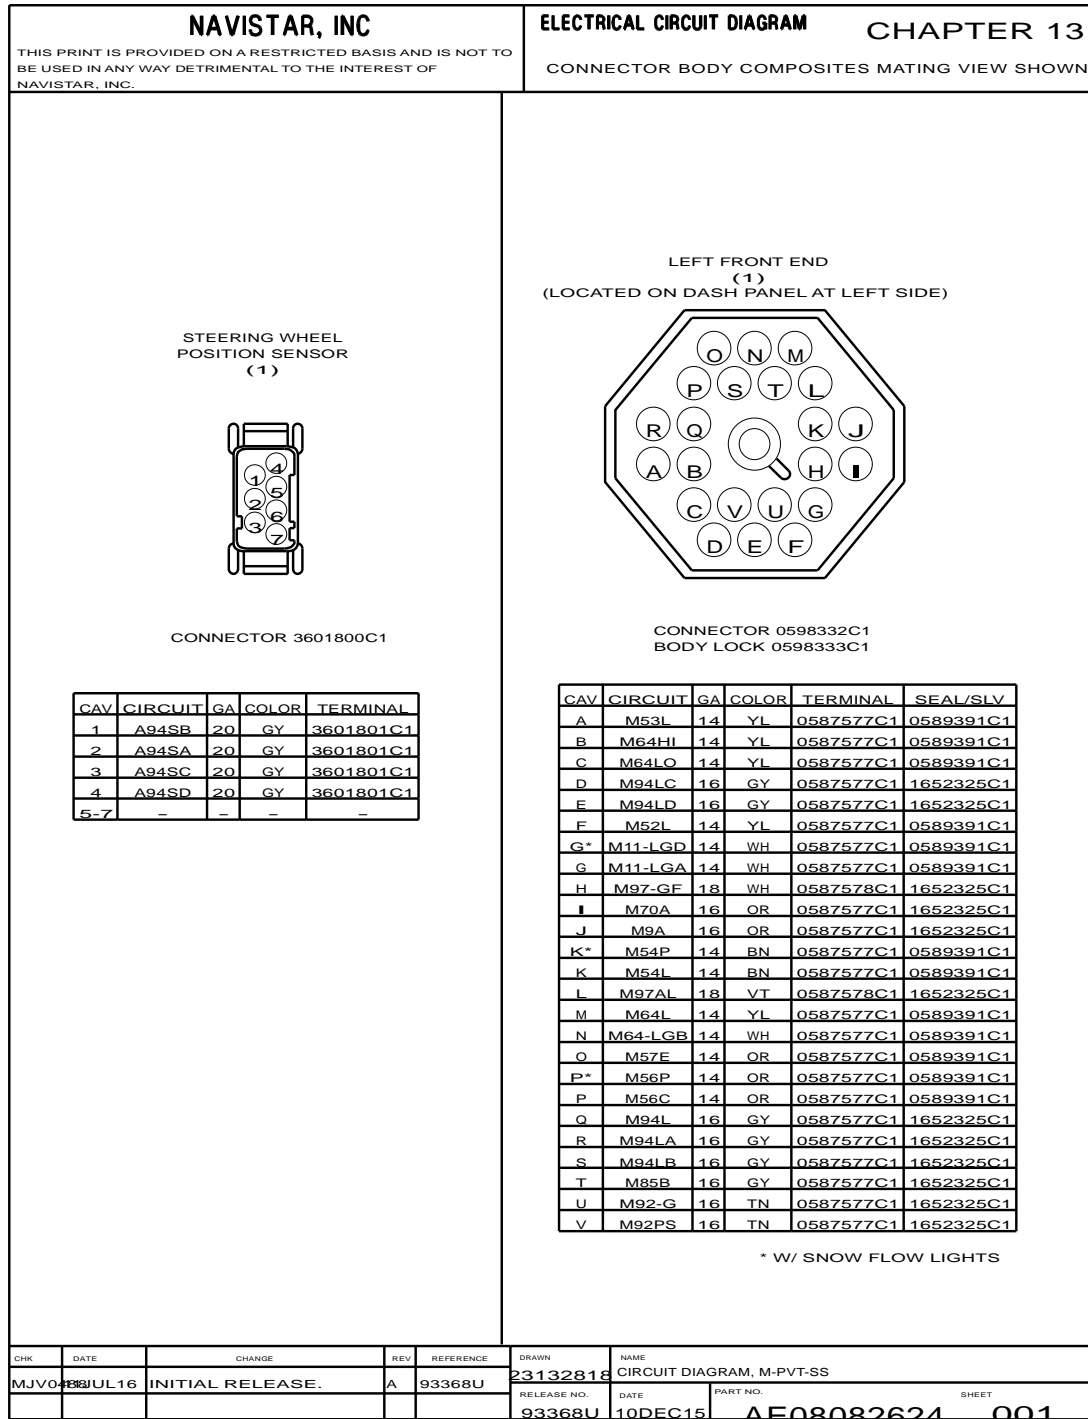 NAVISTAR, INC
THIS PRINT IS PROVIDED ON A RESTRICTED BASIS AND IS NOT TO
BE USED IN ANY WAY DETRIMENTAL TO THE INTEREST OF
NAVISTAR, INC.
ELECTRICAL CIRCUIT DIAGRAM CHAPTER 13
CONNECTOR BODY COMPOSITES MATING VIEW SHOWN
STEERING WHEEL
POSITION SENSOR
(1)
4
1
5
2
6
3
7
CONNECTOR 3601800C1
CAV CIRCUIT GA COLOR TERMINAL
1 A94SB 20 GY 3601801C1
2 A94SA 20 GY 3601801C1
3 A94SC 20 GY 3601801C1
4 A94SD 20 GY 3601801C1
5-7 – – – –
LEFT FRONT END
(1)
(LOCATED ON DASH PANEL AT LEFT SIDE)
O N M
P S T L
R Q K J
A B H I
C V U G
D E F
CONNECTOR 0598332C1
BODY LOCK 0598333C1
CAV CIRCUIT GA COLOR TERMINAL SEAL/SLV
A M53L 14 YL 0587577C1 0589391C1
B M64HI 14 YL 0587577C1 0589391C1
C M64LO 14 YL 0587577C1 0589391C1
D M94LC 16 GY 0587577C1 1652325C1
E M94LD 16 GY 0587577C1 1652325C1
F M52L 14 YL 0587577C1 0589391C1
G* M11-LGD 14 WH 0587577C1 0589391C1
G M11-LGA 14 WH 0587577C1 0589391C1
H M97-GF 18 WH 0587578C1 1652325C1
I M70A 16 OR 0587577C1 1652325C1
J M9A 16 OR 0587577C1 1652325C1
K* M54P 14 BN 0587577C1 0589391C1
K M54L 14 BN 0587577C1 0589391C1
L M97AL 18 VT 0587578C1 1652325C1
M M64L 14 YL 0587577C1 0589391C1
N M64-LGB 14 WH 0587577C1 0589391C1
O M57E 14 OR 0587577C1 0589391C1
P* M56P 14 OR 0587577C1 0589391C1
P M56C 14 OR 0587577C1 0589391C1
Q M94L 16 GY 0587577C1 1652325C1
R M94LA 16 GY 0587577C1 1652325C1
S M94LB 16 GY 0587577C1 1652325C1
T M85B 16 GY 0587577C1 1652325C1
U M92-G 16 TN 0587577C1 1652325C1
V M92PS 16 TN 0587577C1 1652325C1
* W/ SNOW FLOW LIGHTS
CHK DATE CHANGE REV REFERENCE
INITIAL RELEASE. A 93368U
DRAWN NAME
23132818 CIRCUIT DIAGRAM, M-PVT-SS
RELEASE NO. DATE PART NO. SHEET
93368U 10DEC15 AE08082624 001